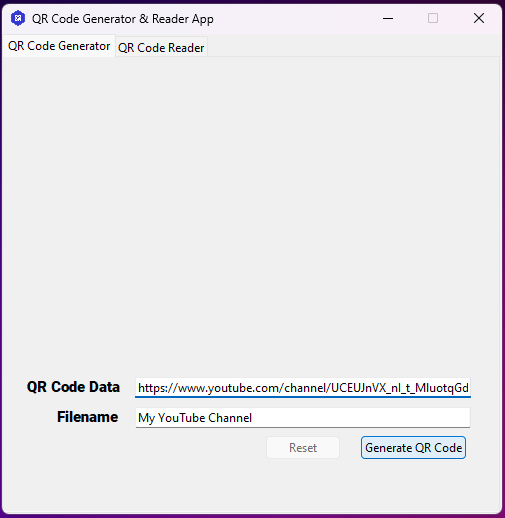 QR Code Generator & Reader App
QR Code Generator QR Code Reader
QR Code Data https://www.youtube.com/channel/UCEUJnVX_nl_t_MluotqGd
Filename My YouTube Channel
Reset Generate QR Code